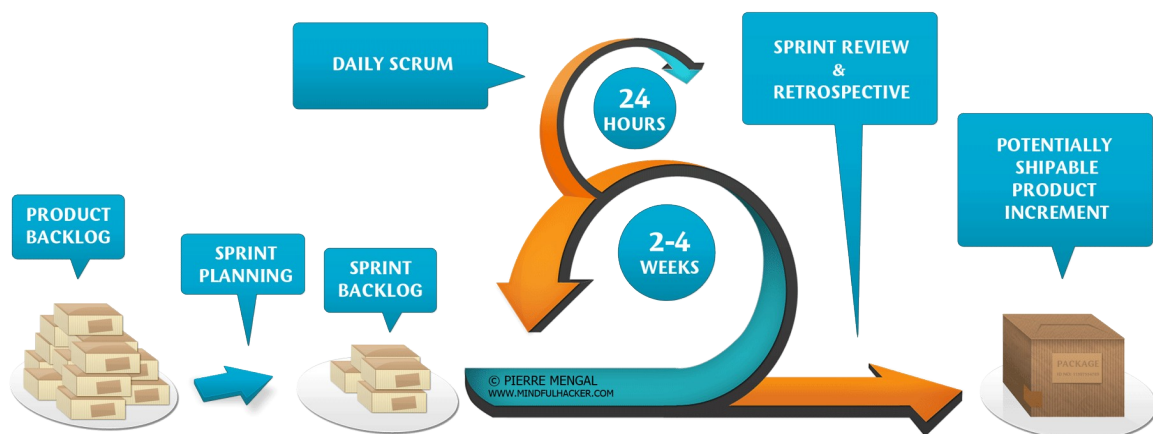 PRODUCT
BACKLOG
SPRINT
PLANNING
SPRINT
BACKLOG
DAILY SCRUM
24
HOURS
2-4
WEEKS
© PIERRE MENGAL
WWW.MINDFULHACKER.COM
SPRINT REVIEW
&
RETROSPECTIVE
POTENTIALLY
SHIPABLE
PRODUCT
INCREMENT
PACKAGE